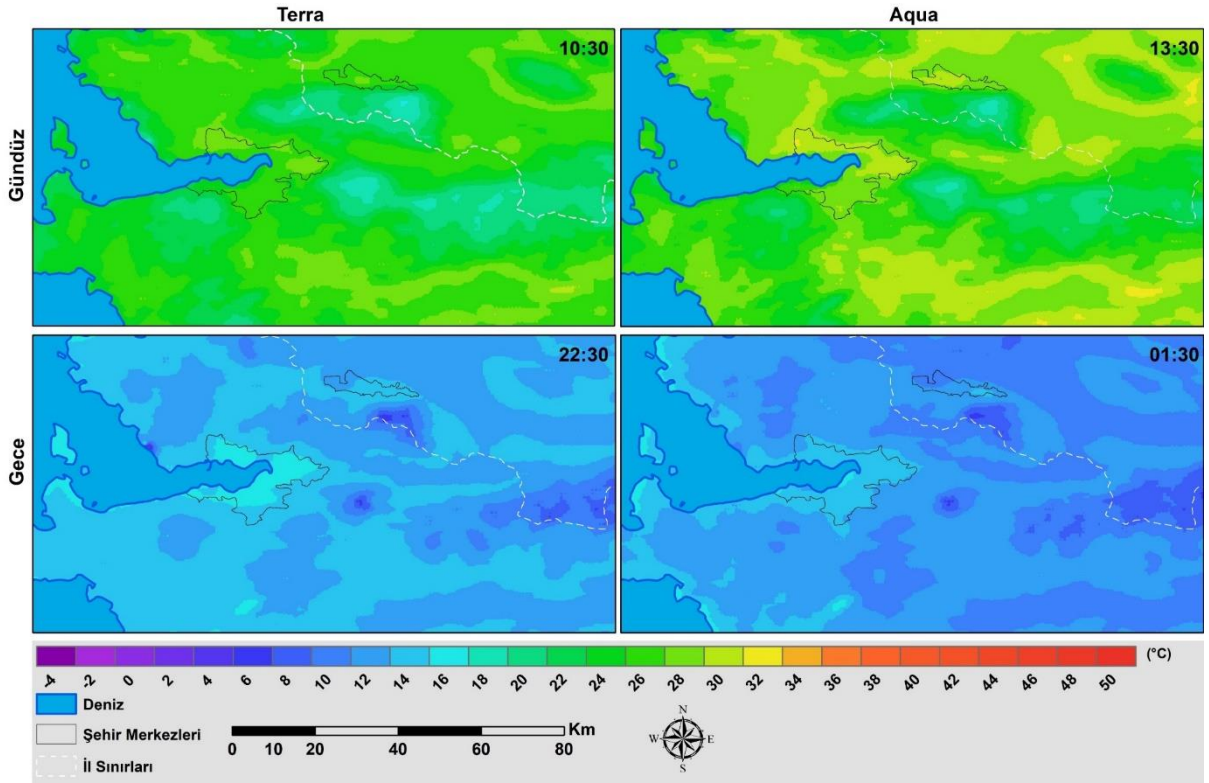 Terra
Aqua
Gündüz
10:30
13:30
Gece
22:30
01:30
-4 -2 0 2 4 6 8 10 12 14 16 18 20 22 24 26 28 30 32 34 36 38 40 42 44 46 48 50 (°C)
Deniz
Şehir Merkezleri
İl Sınırları
Km
0 10 20 40 60 80
N
W E
S